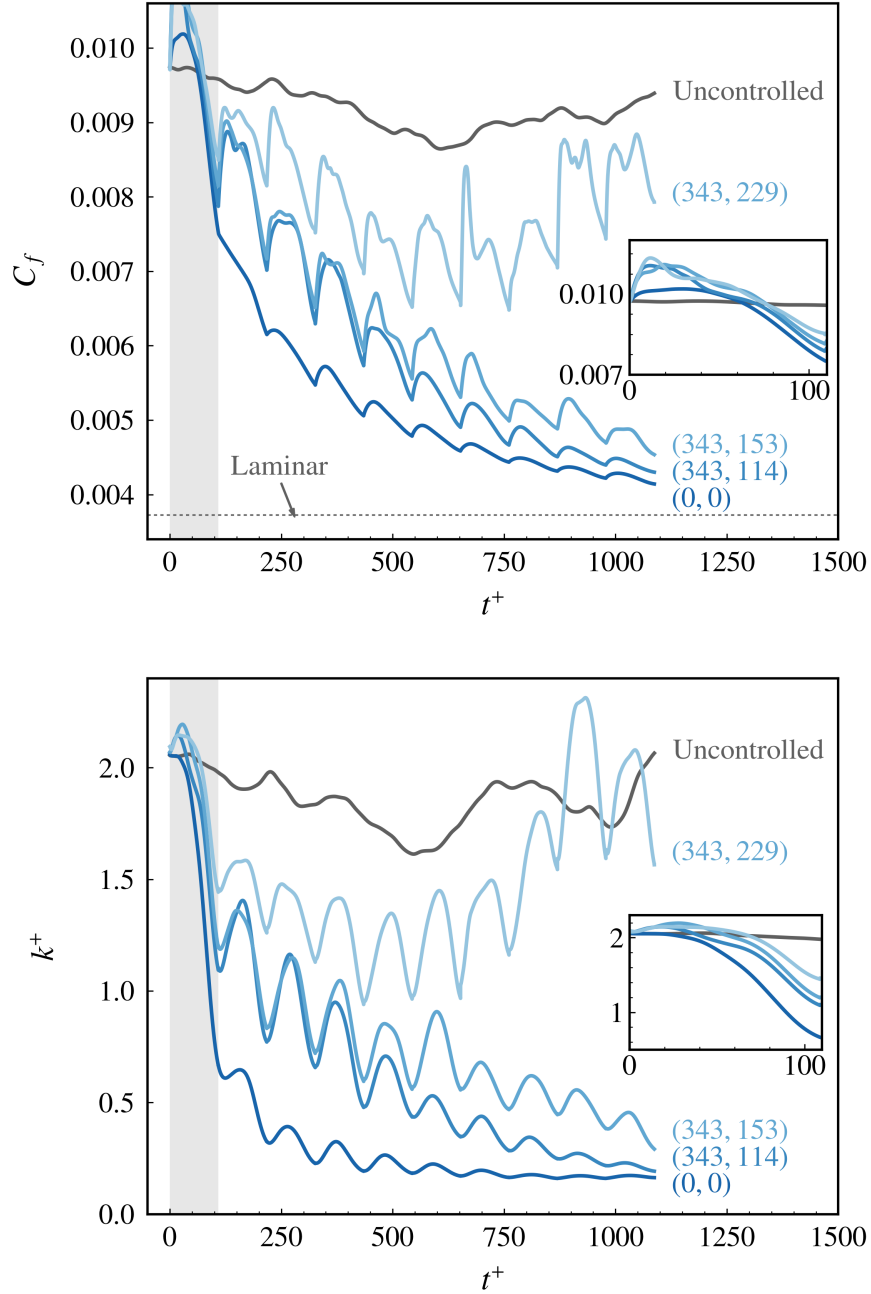 0.010
0.009
0.008
0.007
0.006
0.005
0.004
C_f
Uncontrolled
(343, 229)
0.010
0.007
0 100
(343, 153)
(343, 114)
(0, 0)
Laminar
0 250 500 750 1000 1250 1500
t^+
2.0
1.5
1.0
0.5
0.0
k^+
Uncontrolled
(343, 229)
2
1
0 100
(343, 153)
(343, 114)
(0, 0)
0 250 500 750 1000 1250 1500
t^+